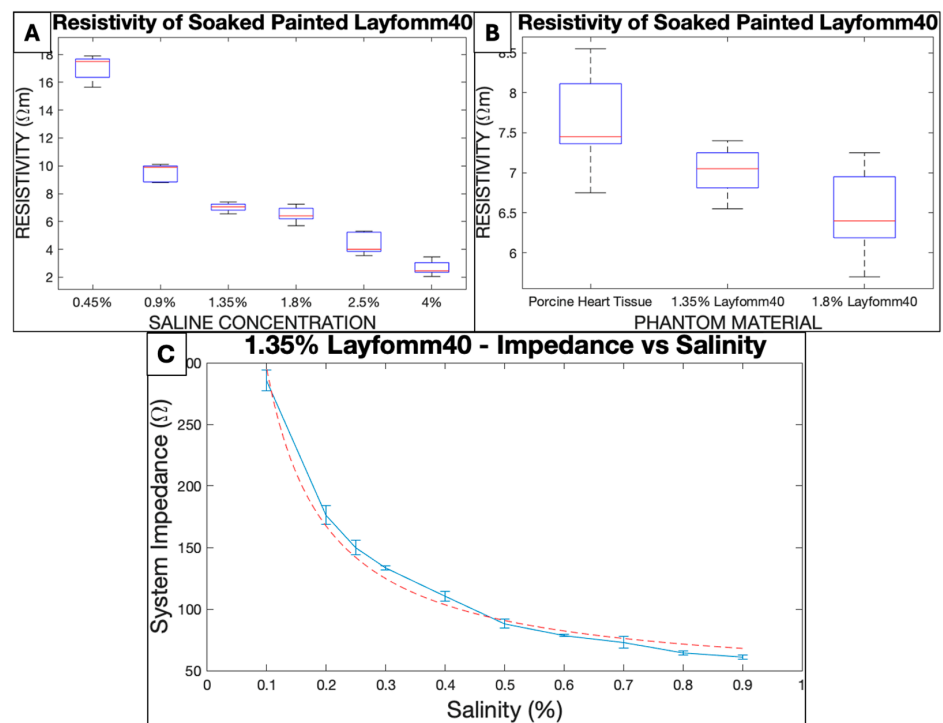 A
Resistivity of Soaked Painted Layfomm40
RESISTIVITY (Ωm)
18
16
14
12
10
8
6
4
2
0.45% 0.9% 1.35% 1.8% 2.5% 4%
SALINE CONCENTRATION
B
Resistivity of Soaked Painted Layfomm40
RESISTIVITY (Ωm)
8.5
8
7.5
7
6.5
6
Porcine Heart Tissue 1.35% Layfomm40 1.8% Layfomm40
PHANTOM MATERIAL
C
1.35% Layfomm40 - Impedance vs Salinity
System Impedance (Ω)
250
200
150
100
50
0 0.1 0.2 0.3 0.4 0.5 0.6 0.7 0.8 0.9 1
Salinity (%)